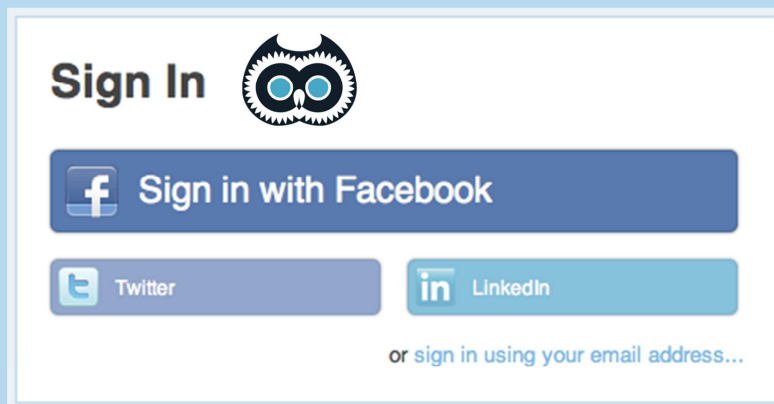 Sign In
Sign in with Facebook
Twitter
LinkedIn
or sign in using your email address...